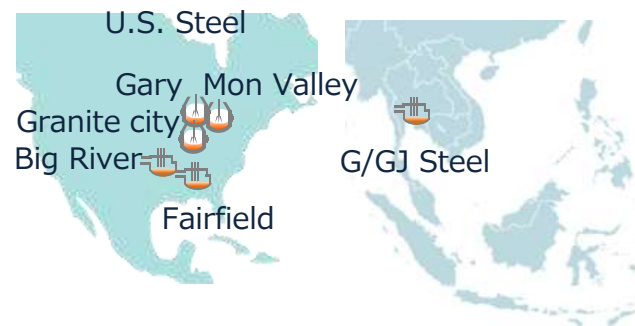 U.S. Steel
Gary Mon Valley
Granite city
Big River
G/GJ Steel
Fairfield